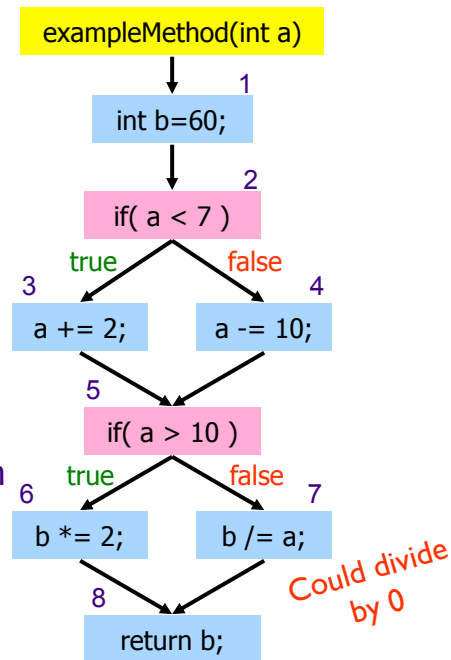 exampleMethod(int a)
1
int b=60;
2
if( a < 7 )
true false
3 4
a += 2; a -= 10;
5
if( a > 10 )
n
true false
6 7
b *= 2; b /= a;
Could divide
by 0
8
return b;